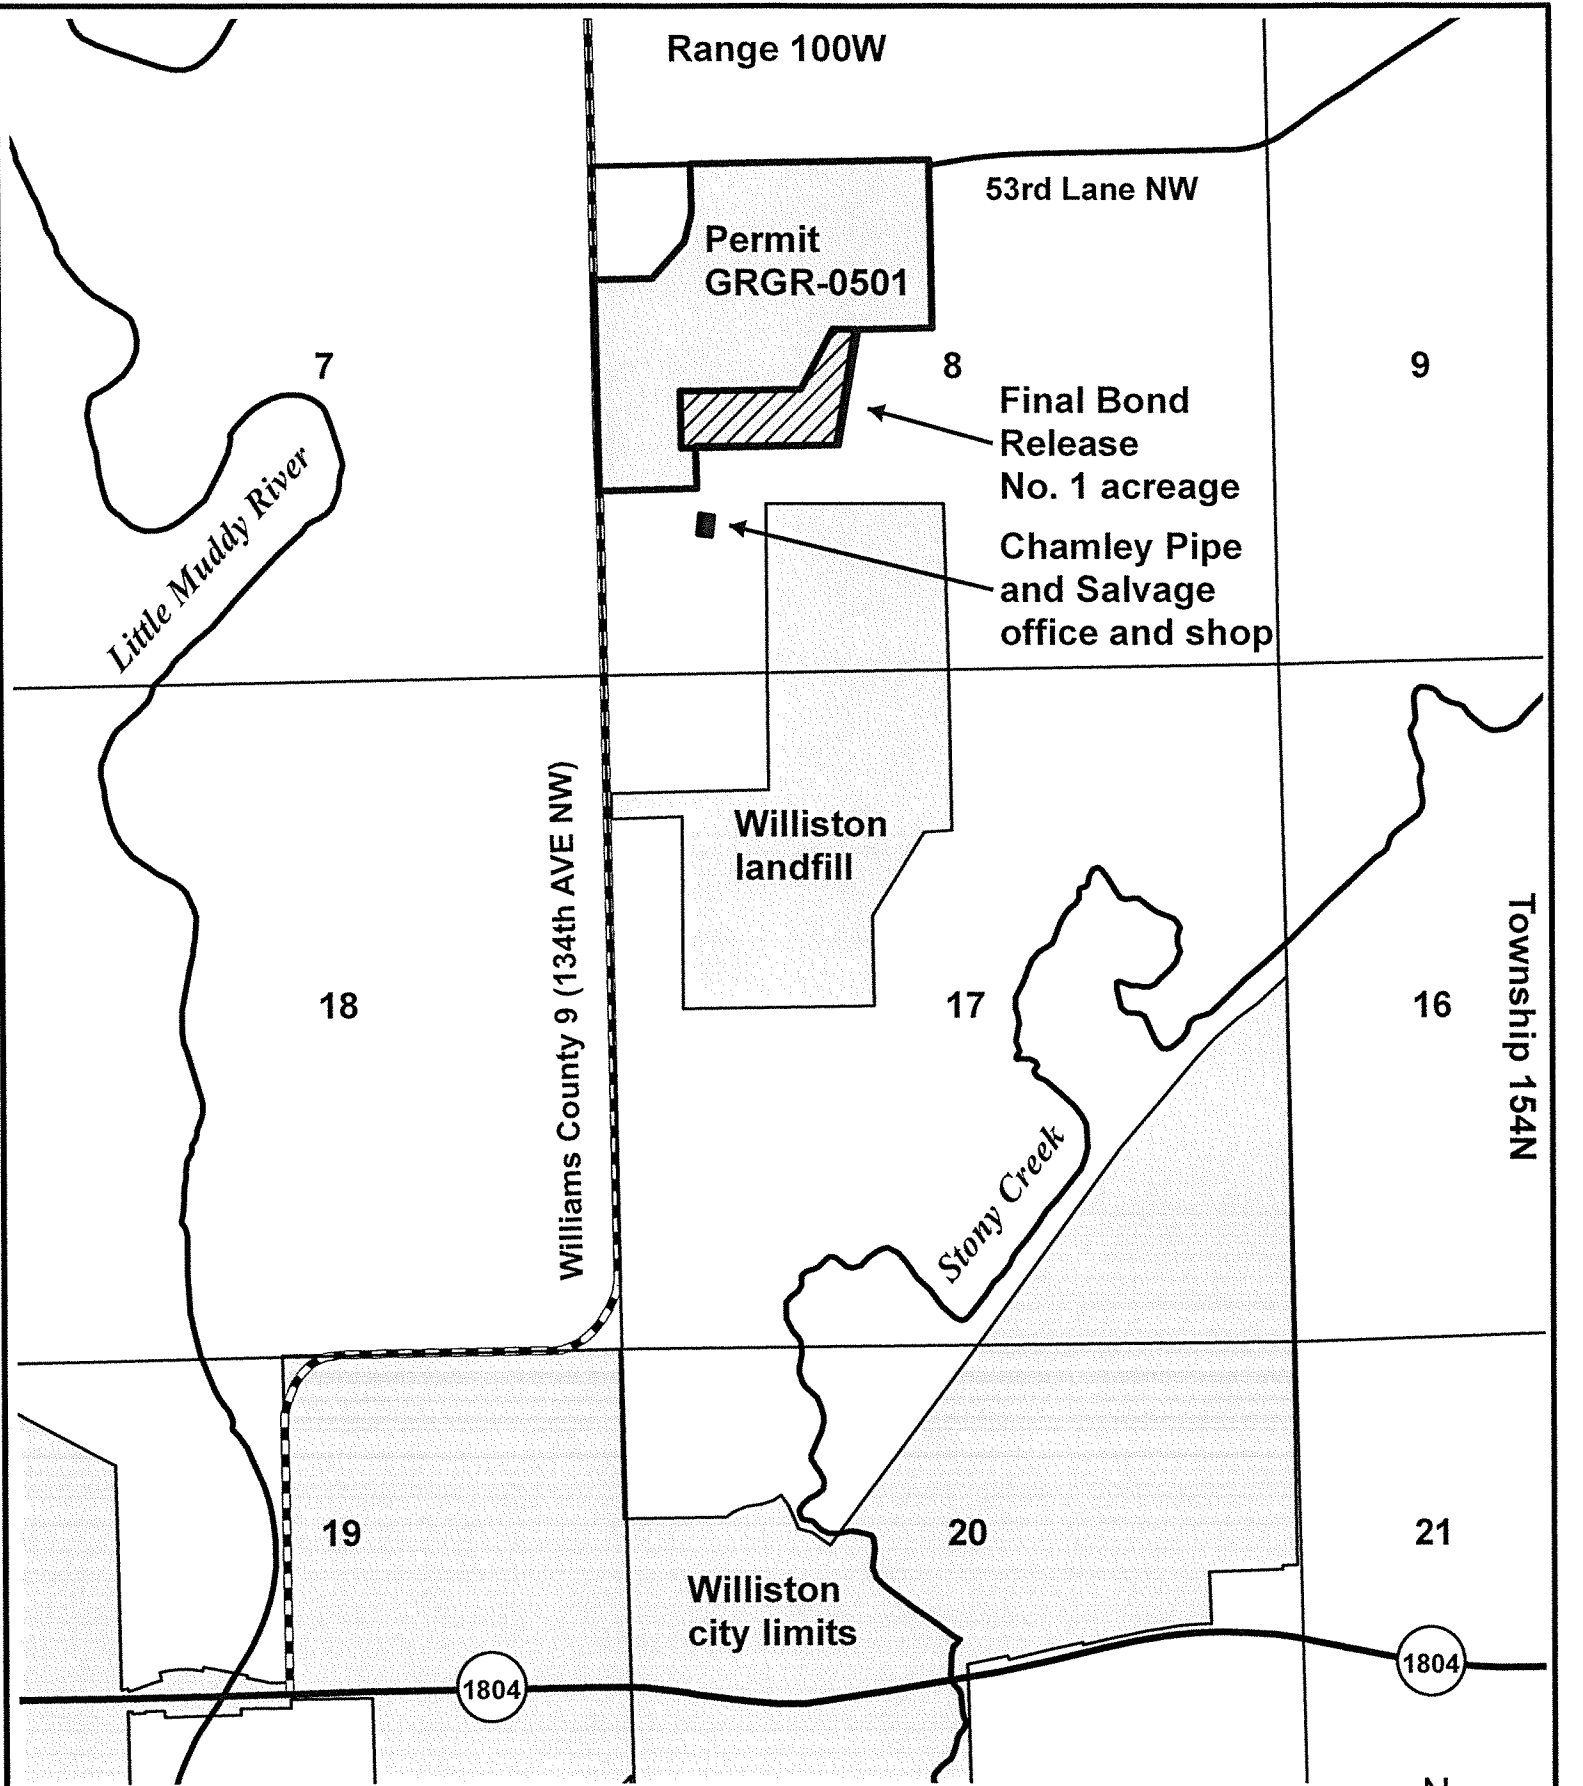 Range 100W
53rd Lane NW
Permit
GRGR-0501
7
8
9
Final Bond
Release
No. 1 acreage
Little Muddy River
Chamley Pipe
and Salvage
office and shop
Williams County 9 (134th AVE NW)
Williston
landfill
Township 154N
18
17
16
Stony Creek
19
20
21
Williston
city limits
1804
1804
N